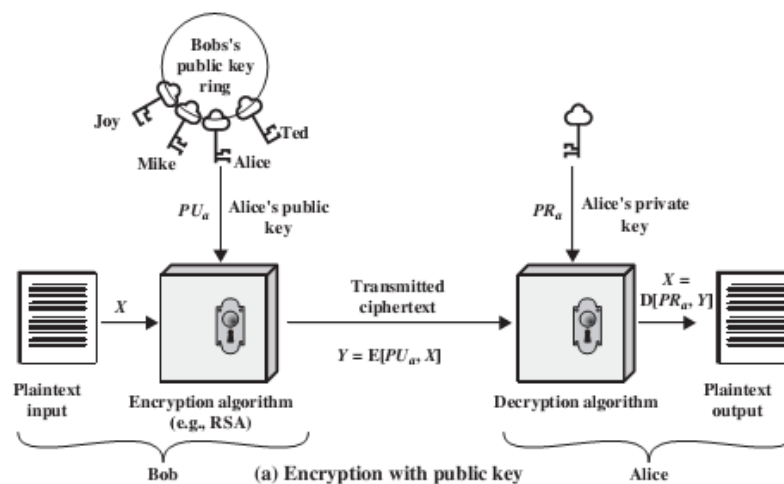 Bobs's
public key
ring
Joy
Ted
Mike
Alice
PUa
Alice's public
key
PRa
Alice's private
key
X
Transmitted
ciphertext
X =
D[PRa, Y]
Y = E[PUa, X]
Plaintext
input
Encryption algorithm
(e.g., RSA)
Decryption algorithm
Plaintext
output
Bob
(a) Encryption with public key
Alice